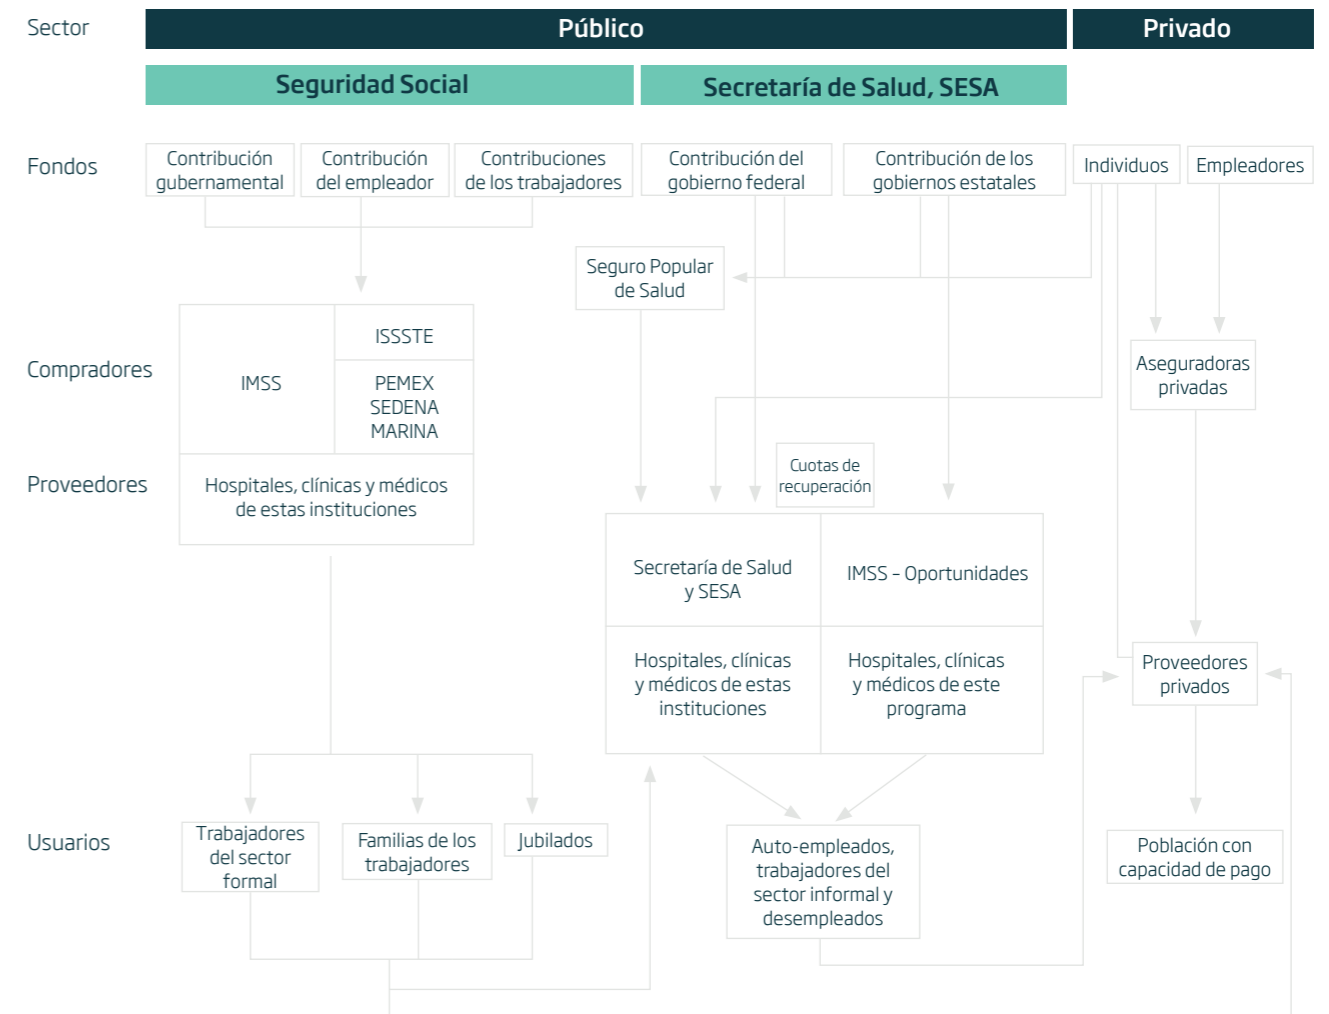 Sector
Público
Privado
Seguridad Social
Secretaría de Salud, SESA
Fondos
Contribución
gubernamental
Contribución
del empleador
Contribuciones
de los trabajadores
Contribución del
gobierno federal
Contribución de los
gobiernos estatales
Individuos
Empleadores
Seguro Popular
de Salud
Compradores
IMSS
ISSSTE
PEMEX
SEDENA
MARINA
Aseguradoras
privadas
Proveedores
Hospitales, clínicas y médicos
de estas instituciones
Cuotas de
recuperación
Secretaría de Salud
y SESA
IMSS – Oportunidades
Hospitales, clínicas
y médicos de estas
instituciones
Hospitales, clínicas
y médicos de este
programa
Proveedores
privados
Usuarios
Trabajadores
del sector
formal
Familias de los
trabajadores
Jubilados
Auto-empleados,
trabajadores del
sector informal y
desempleados
Población con
capacidad de pago